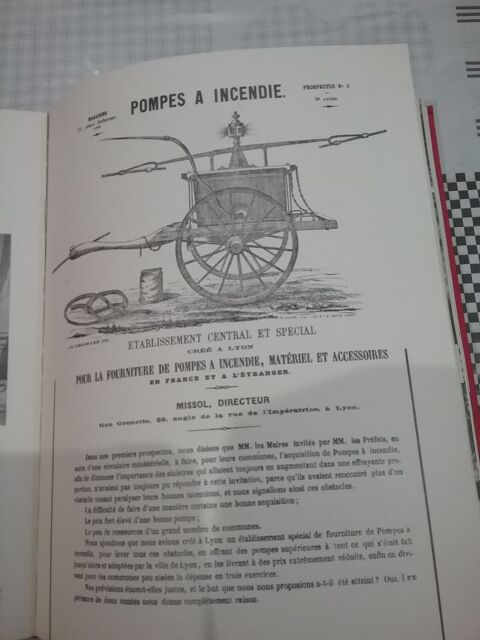 MAGASINS
PROSPECTUS N° 3
POMPES A INCENDIE.
ETABLISSEMENT CENTRAL ET SPECIAL
CRÉÉ A LYON
POUR LA FOURNITURE DE POMPES A INCENDIE, MATÉRIEL ET ACCESSOIRES
EN FRANCE ET A L'ÉTRANGER.
MISSOL, DIRECTEUR
Rue Grenette, angle de la rue de l'Impératrice, à Lyon.
Dans nos premiers prospectus, nous disions que MM. les Maires invités par MM. les Préfets, en
suite d'une circulaire ministérielle, à faire, pour leurs communes, l'acquisition de Pompes à incendie,
afin de diminuer l'importance des sinistres qui allaient toujours en augmentant dans une effrayante pro-
portion, n'avaient pas toujours pu répondre à cette invitation, parce qu'ils avaient rencontré plus d'un
obstacle venant paralyser leurs bonnes intentions, et nous signalions ainsi ces obstacles.
La difficulté de faire d'une manière certaine une bonne acquisition;
Le peu fort élevé d'une bonne pompe;
Le peu de ressources d'un grand nombre de communes.
Nous ajoutions que nous avions créé à Lyon un établissement spécial de fourniture de Pompes à
incendie, pour lever tous ces obstacles, en offrant des pompes supérieures à tout ce qui s'était fait
jusqu'alors et adoptées par la ville de Lyon, en les livrant à des prix extrêmement réduits, enfin en divi-
sant pour les communes peu aisées la dépense en trois exercices.
Nos prévisions étaient-elles justes, et le but que nous nous proposions a-t-il été atteint? Oui, l'ex
périence de deux années nous donne complètement raison.